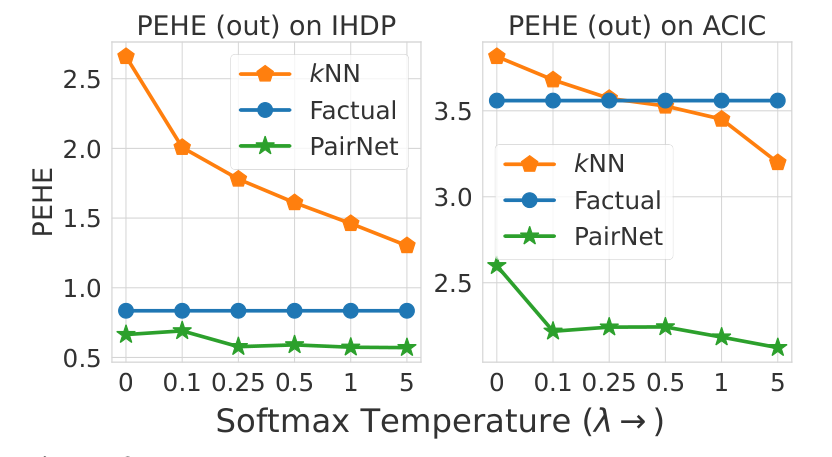 PEHE (out) on IHDP
PEHE (out) on ACIC
PEHE
2.5
2.0
1.5
1.0
0.5
kNN
Factual
PairNet
0 0.1 0.25 0.5 1 5
3.5
3.0
2.5
kNN
Factual
PairNet
0 0.1 0.25 0.5 1 5
Softmax Temperature (λ → )